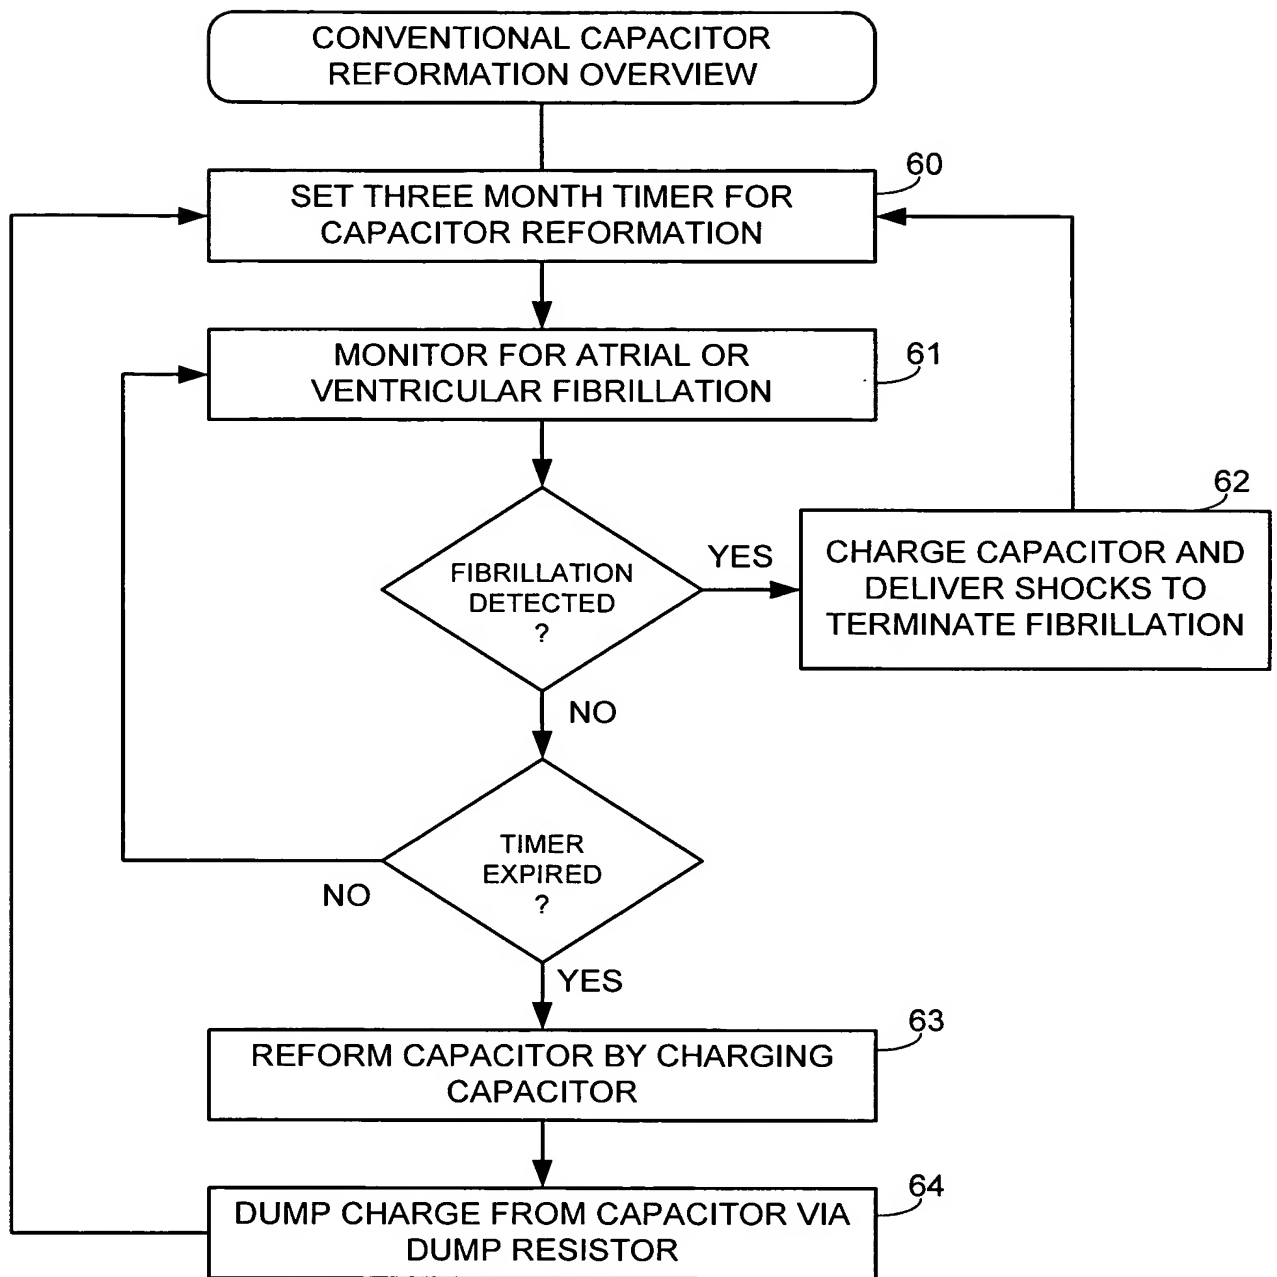 CONVENTIONAL CAPACITOR
REFORMATION OVERVIEW
60
SET THREE MONTH TIMER FOR
CAPACITOR REFORMATION
61
MONITOR FOR ATRIAL OR
VENTRICULAR FIBRILLATION
62
FIBRILLATION
DETECTED
?
YES
CHARGE CAPACITOR AND
DELIVER SHOCKS TO
TERMINATE FIBRILLATION
NO
TIMER
EXPIRED
?
NO
YES
63
REFORM CAPACITOR BY CHARGING
CAPACITOR
64
DUMP CHARGE FROM CAPACITOR VIA
DUMP RESISTOR